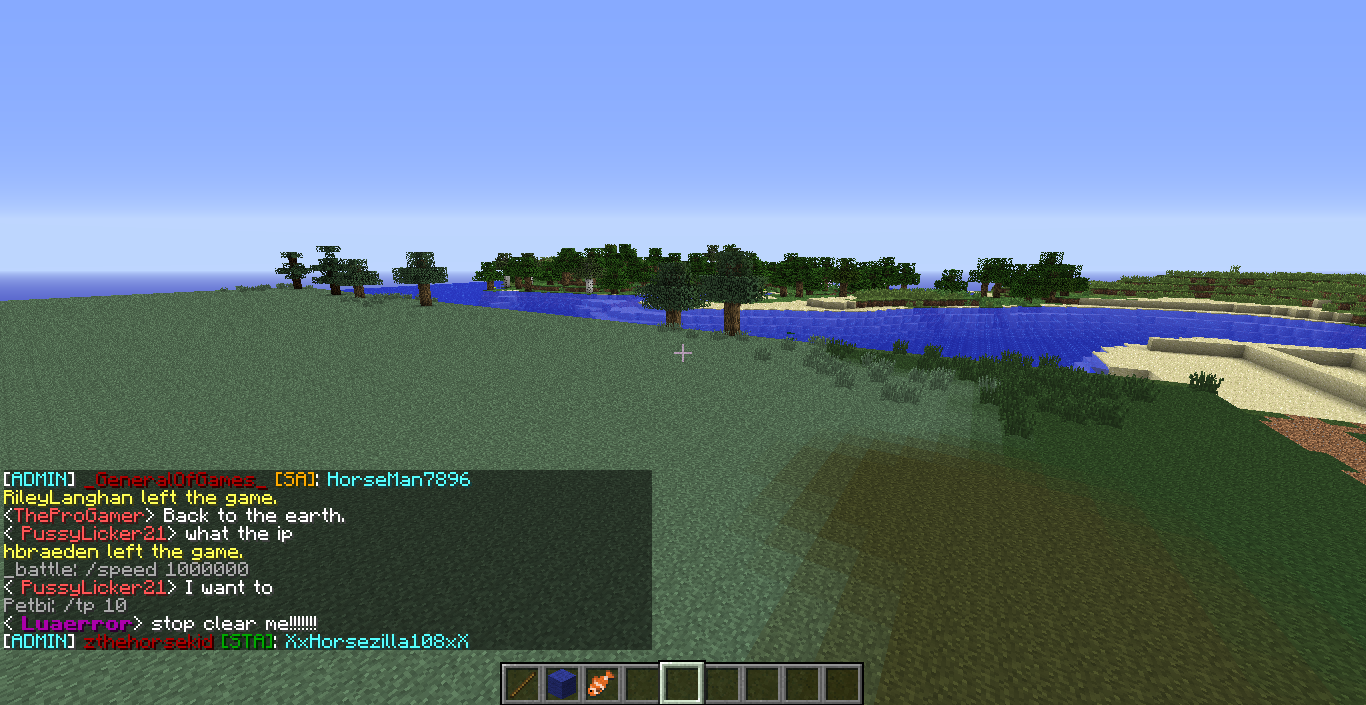 [ADMIN] _GeneralOfGames_ [SA]: HorseMan7896
RileyLanghan left the game.
<TheProGamer> Back to the earth.
< PussyLicker21> what the ip
hbraeden left the game.
_battle: /speed 1000000
< PussyLicker21> I want to
Petbi: /tp 10
< Luaerror> stop clear me!!!!!!!
[ADMIN] zthehorsekid [STA]: XxHorsezilla108xX